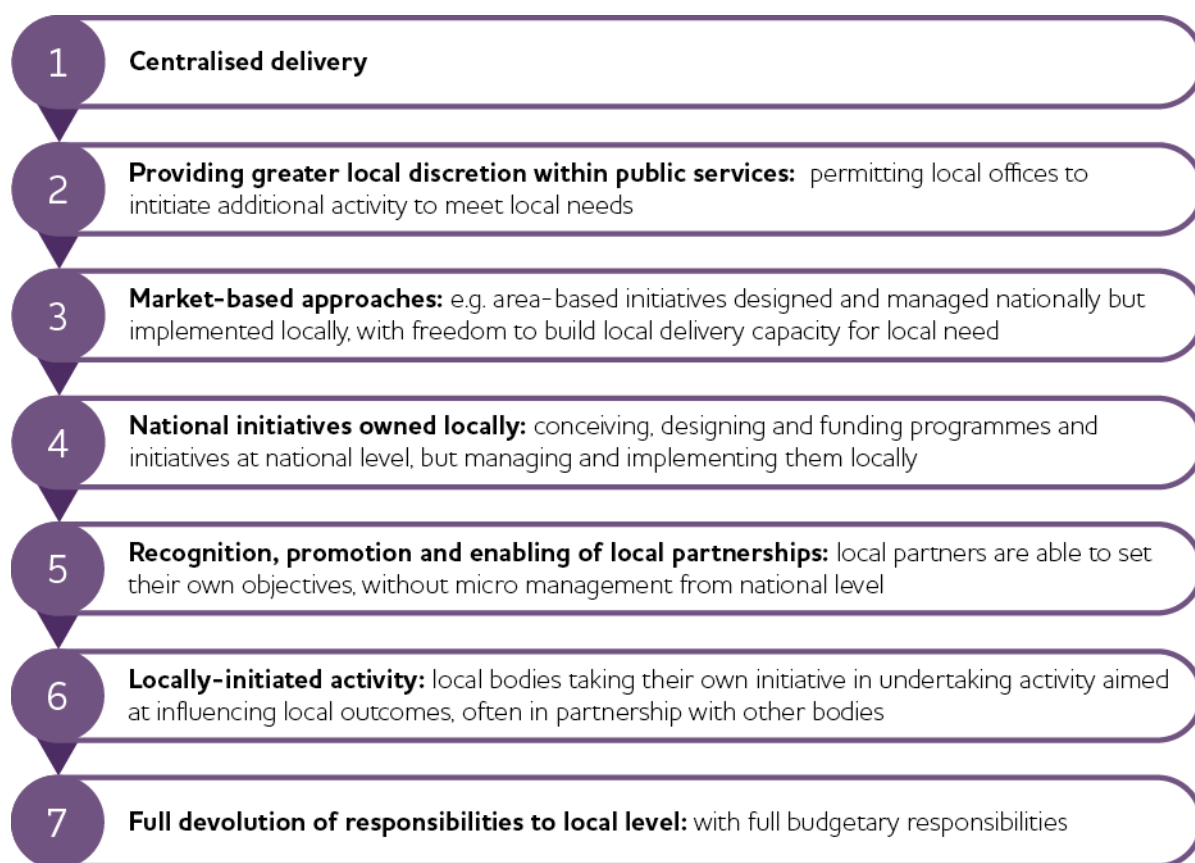 1
Centralised delivery
2
Providing greater local discretion within public services: permitting local offices to
intitiate additional activity to meet local needs
3
Market-based approaches: e.g. area-based initiatives designed and managed nationally but
implemented locally, with freedom to build local delivery capacity for local need
4
National initiatives owned locally: conceiving, designing and funding programmes and
initiatives at national level, but managing and implementing them locally
5
Recognition, promotion and enabling of local partnerships: local partners are able to set
their own objectives, without micro management from national level
6
Locally-initiated activity: local bodies taking their own initiative in undertaking activity aimed
at influencing local outcomes, often in partnership with other bodies
7
Full devolution of responsibilities to local level: with full budgetary responsibilities